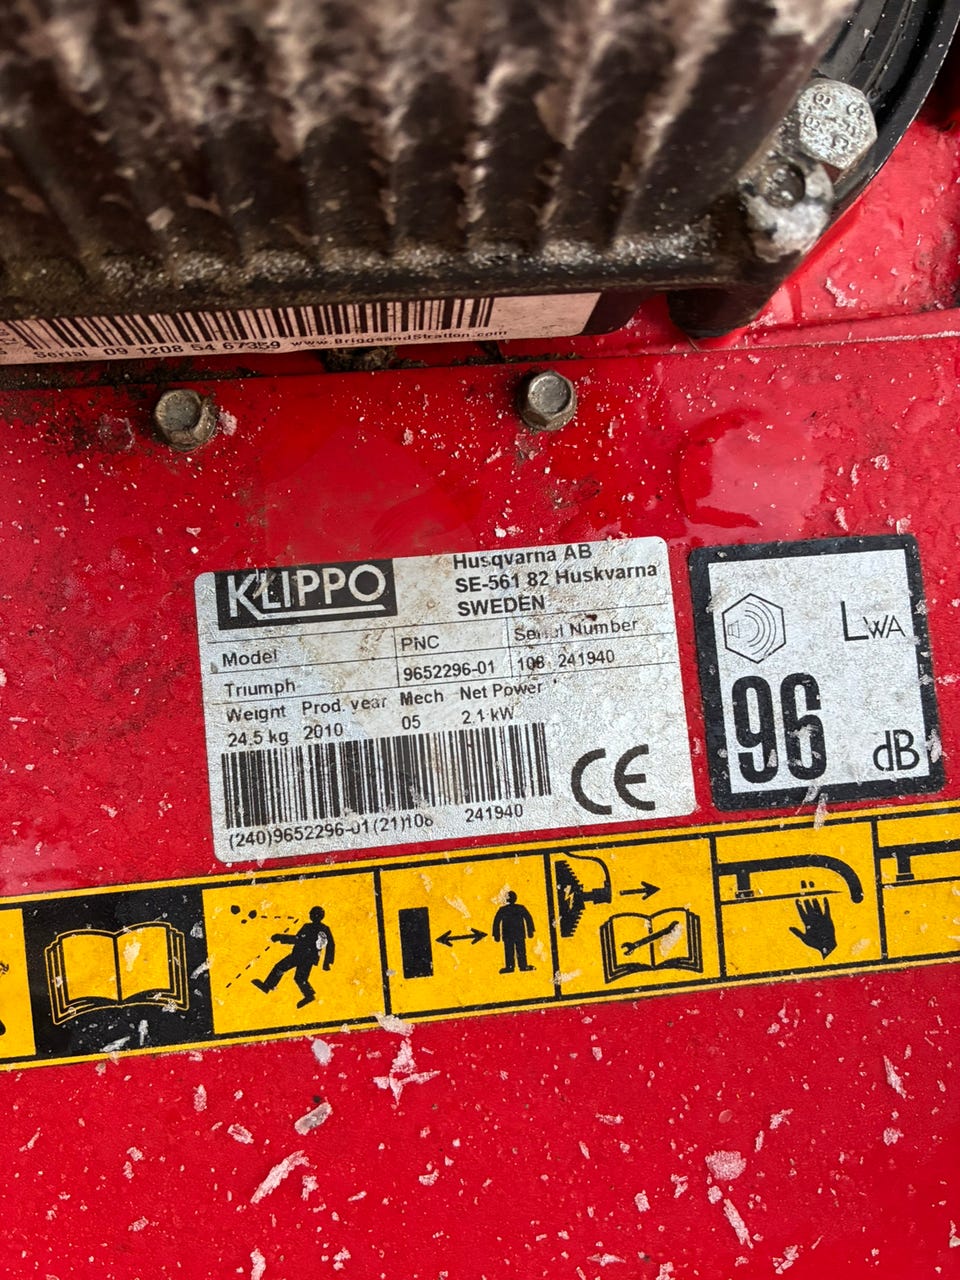 Serial 09 1208 54 67359 www.BriggsandStratton.com
KLIPPO
Husqvarna AB
SE-561 82 Huskvarna
SWEDEN
Model PNC Serial Number
Triumph 9652296-01 108 241940
Weight Prod. year Mech Net Power
24.5 kg 2010 05 2.1 kW
CE
(240)9652296-01(21)108 241940
LWA
96 dB